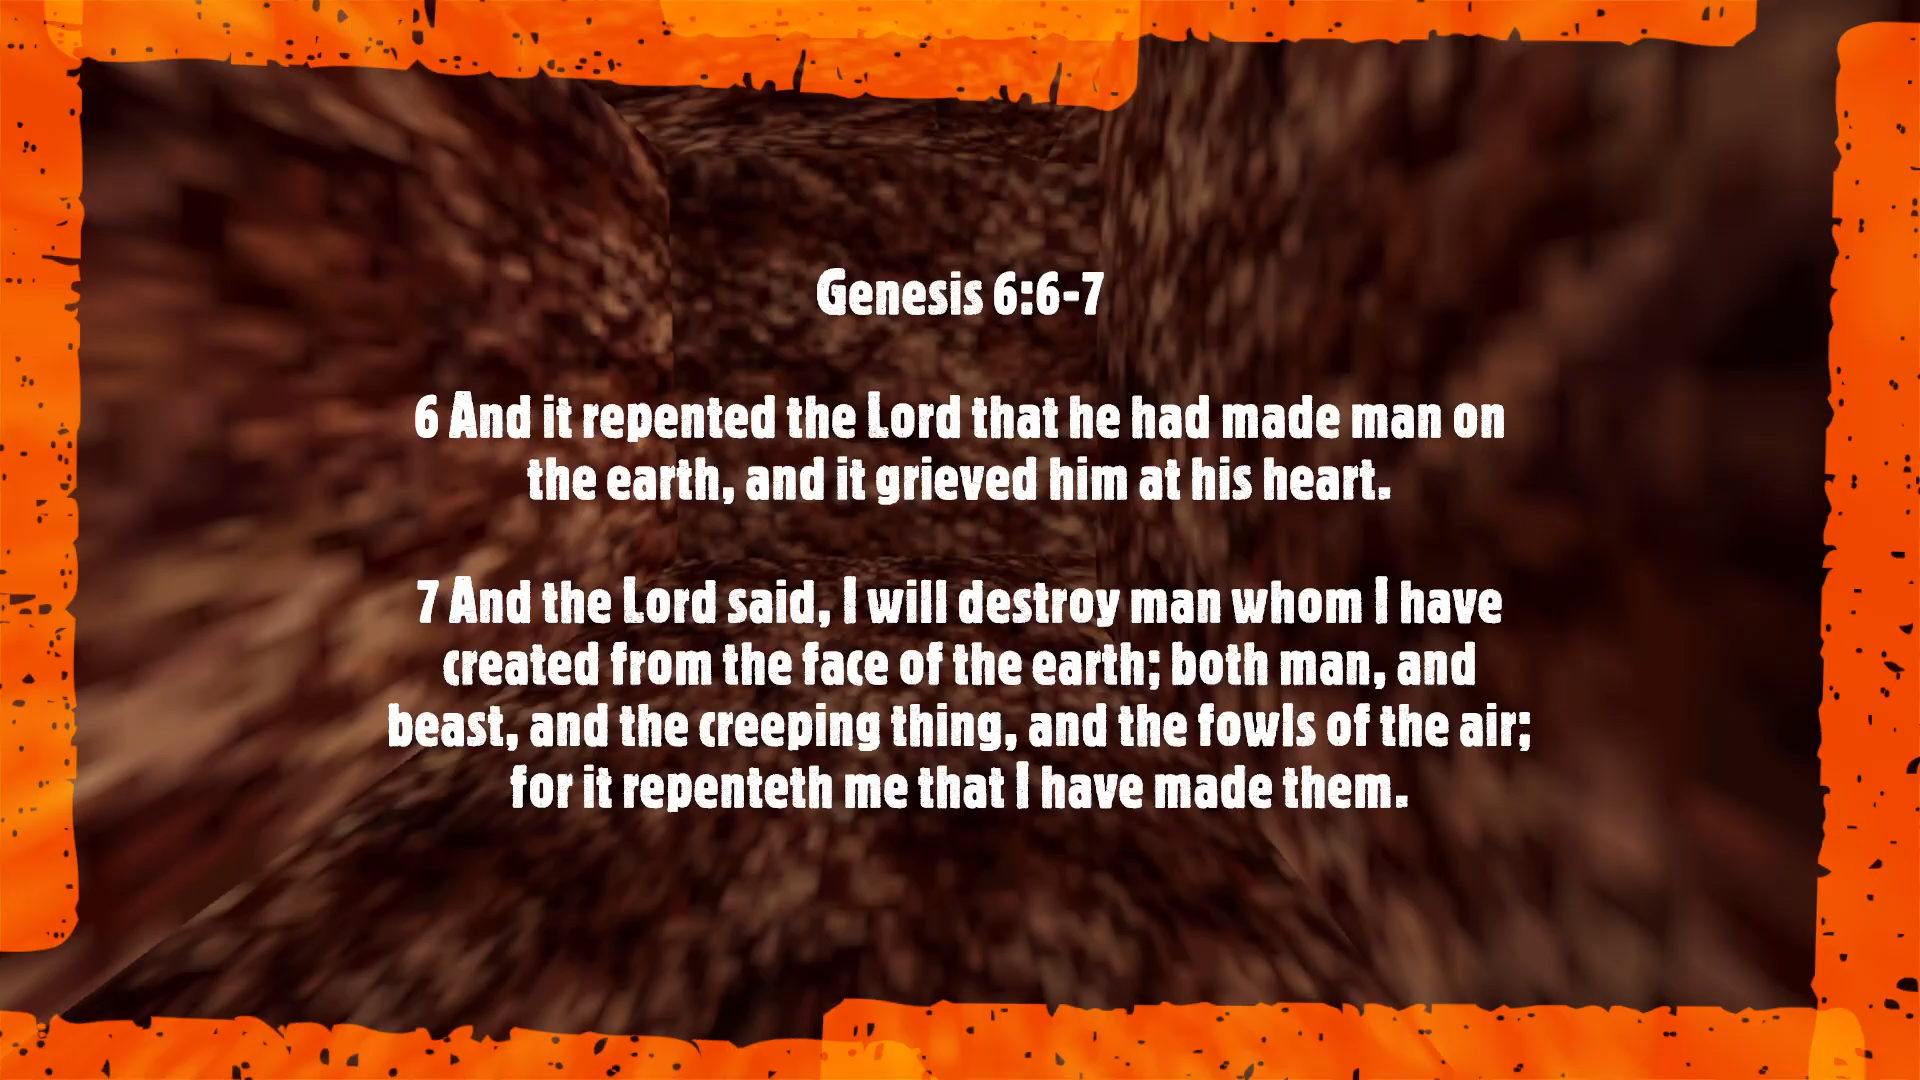 Genesis 6:6-7
6 And it repented the Lord that he had made man on
the earth, and it grieved him at his heart.
7 And the Lord said, I will destroy man whom I have
created from the face of the earth; both man, and
beast, and the creeping thing, and the fowls of the air;
for it repenteth me that I have made them.